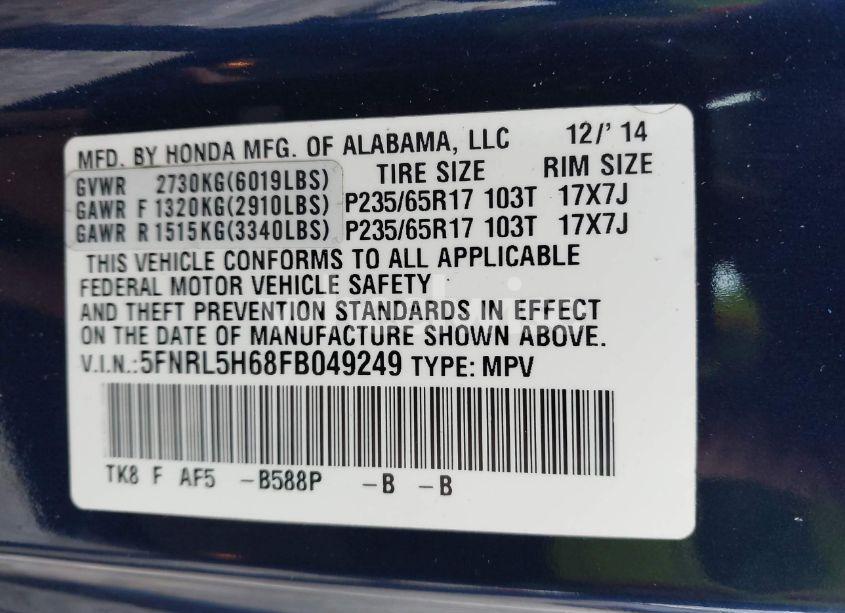 MFD. BY HONDA MFG. OF ALABAMA, LLC 12/' 14
GVWR 2730KG(6019LBS) TIRE SIZE RIM SIZE
GAWR F 1320KG(2910LBS) P235/65R17 103T 17X7J
GAWR R 1515KG(3340LBS) P235/65R17 103T 17X7J
THIS VEHICLE CONFORMS TO ALL APPLICABLE
FEDERAL MOTOR VEHICLE SAFETY
AND THEFT PREVENTION STANDARDS IN EFFECT
ON THE DATE OF MANUFACTURE SHOWN ABOVE.
V.I.N.:5FNRL5H68FB049249 TYPE: MPV
TK8 F AF5 -B588P -B -B